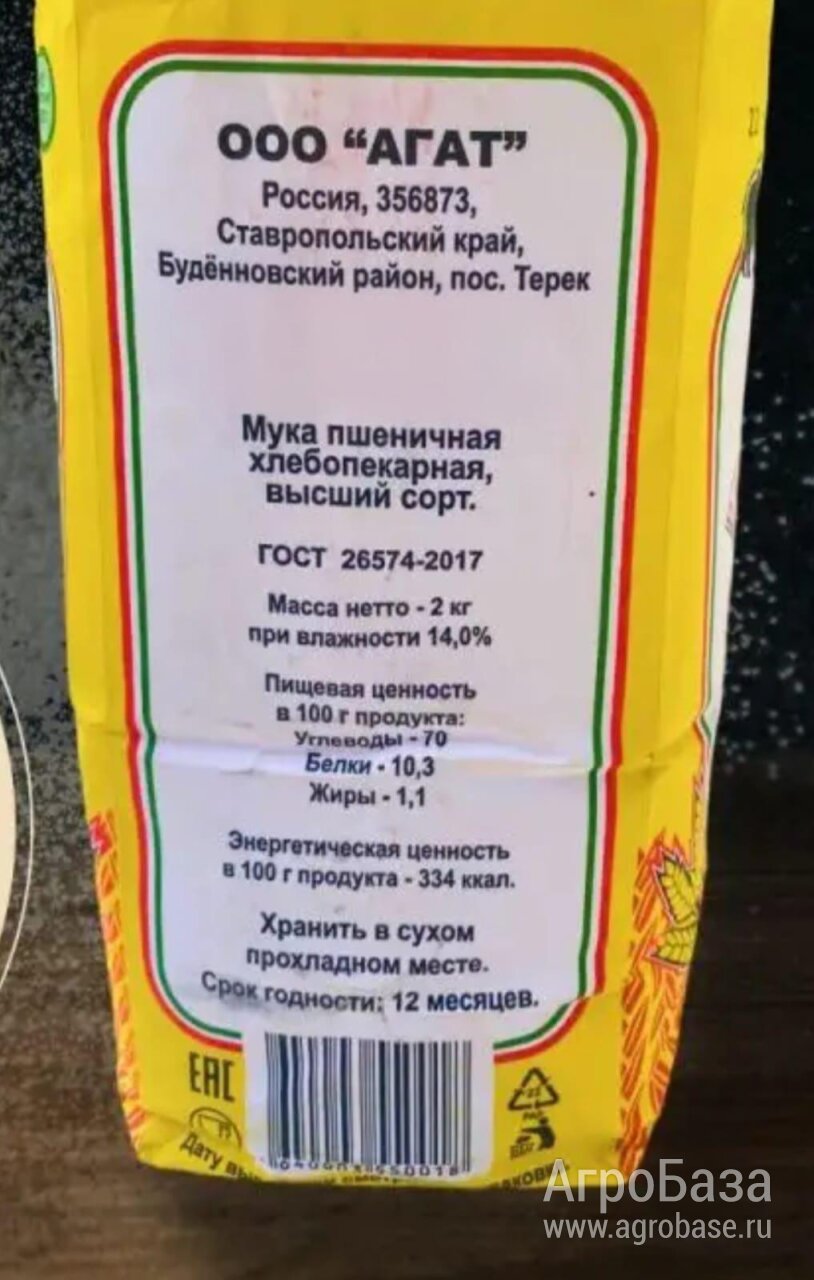 ООО “АГАТ”
Россия, 356873,
Ставропольский край,
Будённовский район, пос. Терек
Мука пшеничная
хлебопекарная,
высший сорт.
ГОСТ 26574-2017
Масса нетто - 2 кг
при влажности 14,0%
Пищевая ценность
в 100 г продукта:
Углеводы - 70
Белки - 10,3
Жиры - 1,1
Энергетическая ценность
в 100 г продукта - 334 ккал.
Хранить в сухом
прохладном месте.
Срок годности: 12 месяцев.
EAC
Дату
АгроБаза
www.agrobase.ru